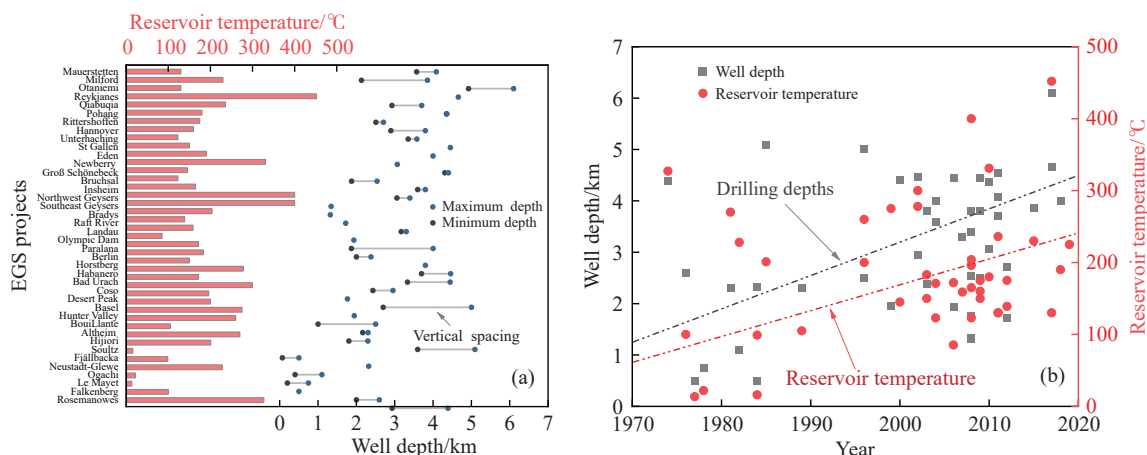 Reservoir temperature/℃
0 100 200 300 400 500
EGS projects
Mauerstetten
Milford
Otaniemi
Reykjanes
Qiabuqia
Pohang
Rittershoffen
Hannover
Unterhaching
St Gallen
Eden
Newberry
Groß Schönebeck
Bruchsal
Insheim
Northwest Geysers
Southeast Geysers
Bradys
Raft River
Landau
Olympic Dam
Paralana
Berlin
Horstberg
Habanero
Bad Urach
Coso
Desert Peak
Basel
Hunter Valley
BouiLlante
Altheim
Hijiori
Soultz
Fjällbacka
Neustadt-Glewe
Ogachi
Le Mayet
Falkenberg
Rosemanowes
Maximum depth
Minimum depth
Vertical spacing
(a)
0 1 2 3 4 5 6 7
Well depth/km
7
6
5
4
3
2
1
0
Well depth/km
Well depth
Reservoir temperature
Drilling depths
Reservoir temperature
(b)
500
400
300
200
100
0
Reservoir temperature/℃
1970 1980 1990 2000 2010 2020
Year